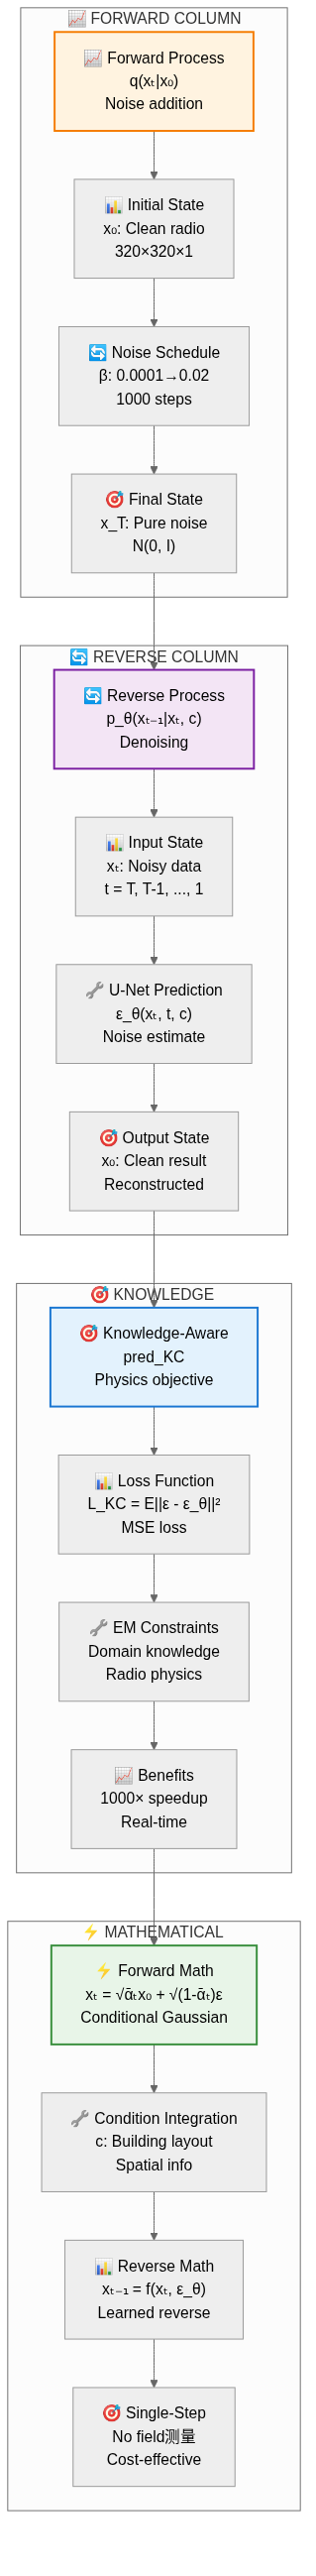 📈 FORWARD COLUMN
📈 Forward Process
q(xₜ|x₀)
Noise addition
📊 Initial State
x₀: Clean radio
320×320×1
🔄 Noise Schedule
β: 0.0001→0.02
1000 steps
🎯 Final State
x_T: Pure noise
N(0, I)
🔄 REVERSE COLUMN
🔄 Reverse Process
p_θ(xₜ₋₁|xₜ, c)
Denoising
📊 Input State
xₜ: Noisy data
t = T, T-1, ..., 1
🔧 U-Net Prediction
ε_θ(xₜ, t, c)
Noise estimate
🎯 Output State
x₀: Clean result
Reconstructed
🎯 KNOWLEDGE
🎯 Knowledge-Aware
pred_KC
Physics objective
📊 Loss Function
L_KC = E||ε - ε_θ||²
MSE loss
🔧 EM Constraints
Domain knowledge
Radio physics
📈 Benefits
1000× speedup
Real-time
⚡ MATHEMATICAL
⚡ Forward Math
xₜ = √ᾱₜx₀ + √(1-ᾱₜ)ε
Conditional Gaussian
🔧 Condition Integration
c: Building layout
Spatial info
📊 Reverse Math
xₜ₋₁ = f(xₜ, ε_θ)
Learned reverse
🎯 Single-Step
No field测量
Cost-effective